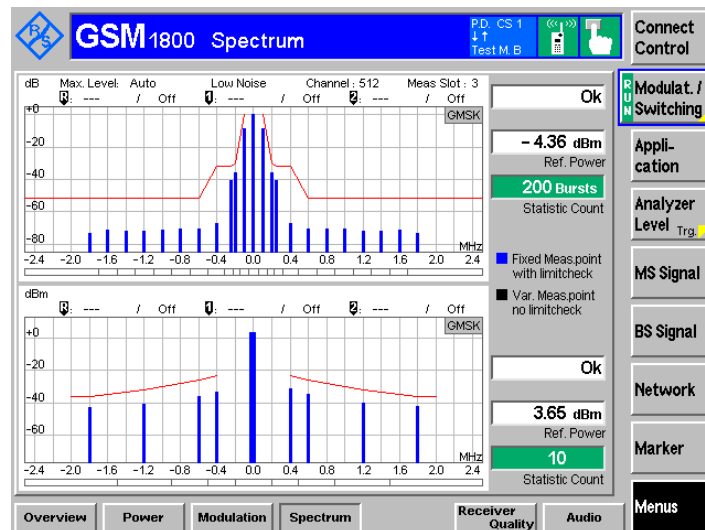 R&S
GSM 1800 Spectrum
P.D. CS 1
Test M. B
Connect Control
RUN
Modulat. / Switching
Appli-cation
Analyzer Level Trg.
MS Signal
BS Signal
Network
Marker
Menus
dB Max. Level: Auto Low Noise Channel : 512 Meas Slot : 3
R: --- / Off 1: --- / Off 2: --- / Off
GMSK
+0
-20
-40
-60
-80
MHz
-2.4 -2.0 -1.6 -1.2 -0.8 -0.4 0.0 0.4 0.8 1.2 1.6 2.0 2.4
Ok
– 4.36 dBm
Ref. Power
200 Bursts
Statistic Count
Fixed Meas.point
with limitcheck
Var. Meas.point
no limitcheck
dBm
R: --- / Off 1: --- / Off 2: --- / Off
GMSK
+0
-20
-40
-60
MHz
-2.4 -2.0 -1.6 -1.2 -0.8 -0.4 0.0 0.4 0.8 1.2 1.6 2.0 2.4
Ok
3.65 dBm
Ref. Power
10
Statistic Count
Overview Power Modulation Spectrum Receiver Quality Audio